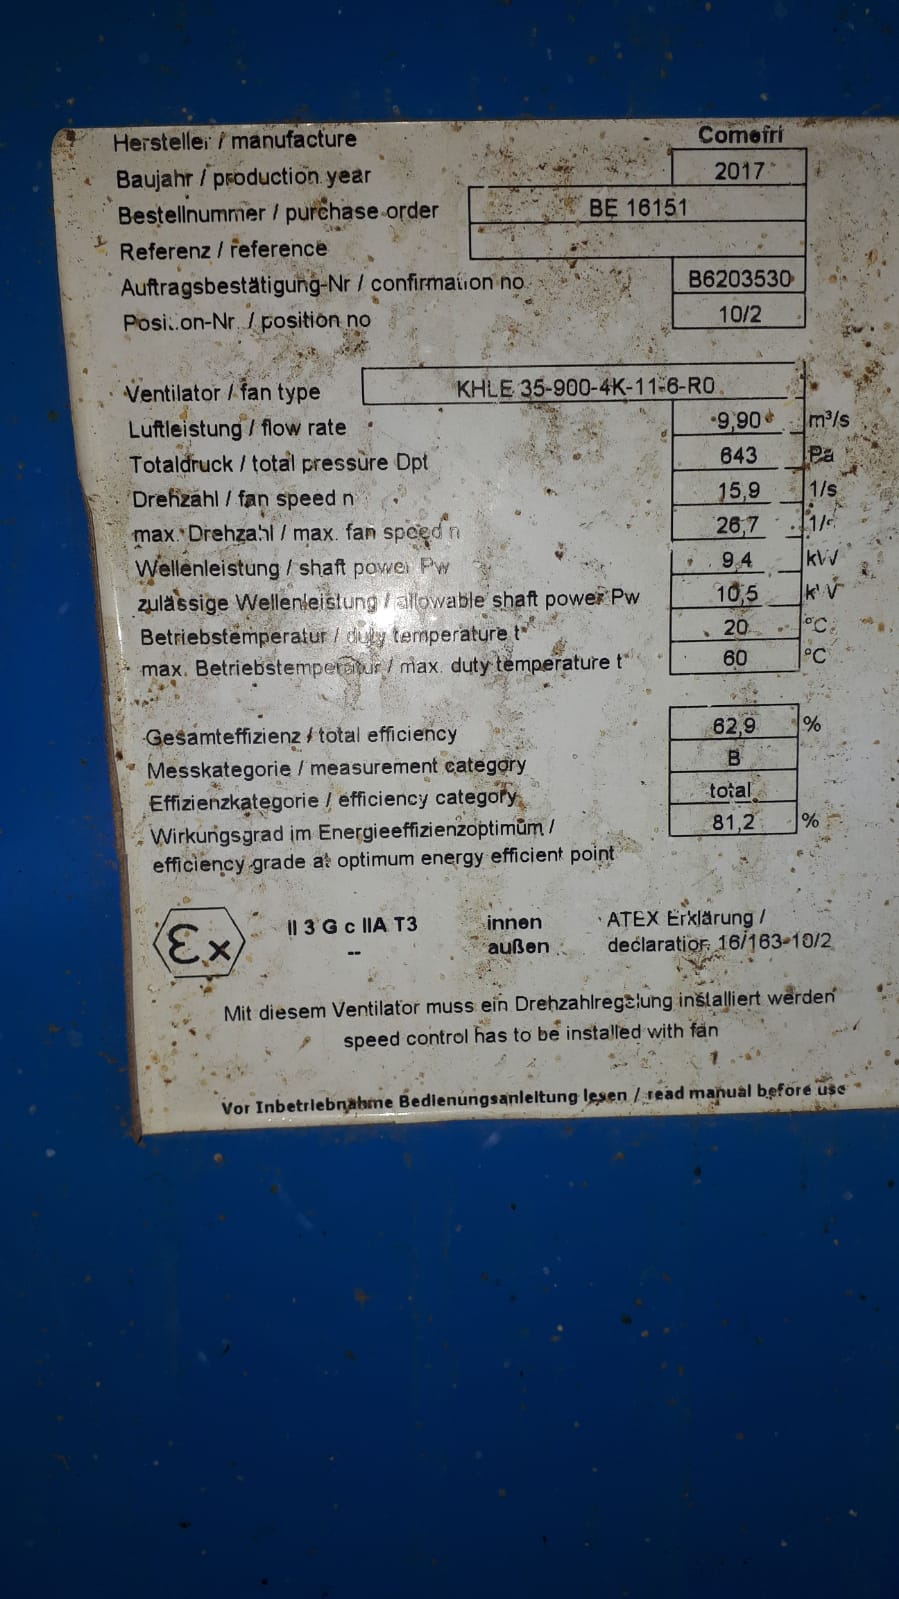 Hersteller / manufacture Comefri
Baujahr / production year 2017
Bestellnummer / purchase order BE 16151
Referenz / reference
Auftragsbestätigung-Nr / confirmation no B6203530
Position-Nr. / position no 10/2
Ventilator / fan type KHLE 35-900-4K-11-6-R0
Luftleistung / flow rate 9,90 m³/s
Totaldruck / total pressure Dpt 643 Pa
Drehzahl / fan speed n 15,9 1/s
max. Drehzahl / max. fan speed n 26,7 1/s
Wellenleistung / shaft power Pw 9,4 kW
zulässige Wellenleistung / allowable shaft power Pw 10,5 kW
Betriebstemperatur / duty temperature t 20 °C
max. Betriebstemperatur / max. duty temperature t 60 °C
Gesamteffizienz / total efficiency 62,9 %
Messkategorie / measurement category B
Effizienzkategorie / efficiency category total
Wirkungsgrad im Energieeffizienzoptimum / 81,2 %
efficiency grade at optimum energy efficient point
Ex II 3 G c IIA T3 innen ATEX Erklärung /
-- außen declaration 16/163-10/2
Mit diesem Ventilator muss ein Drehzahlregelung installiert werden
speed control has to be installed with fan
Vor Inbetriebnahme Bedienungsanleitung lesen / read manual before use